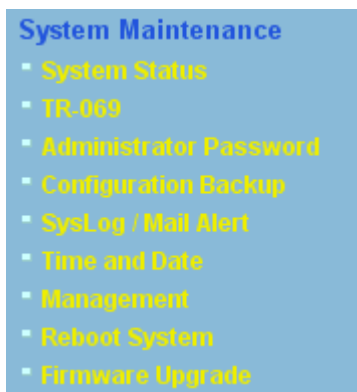 System Maintenance
System Status
TR-069
Administrator Password
Configuration Backup
SysLog / Mail Alert
Time and Date
Management
Reboot System
Firmware Upgrade